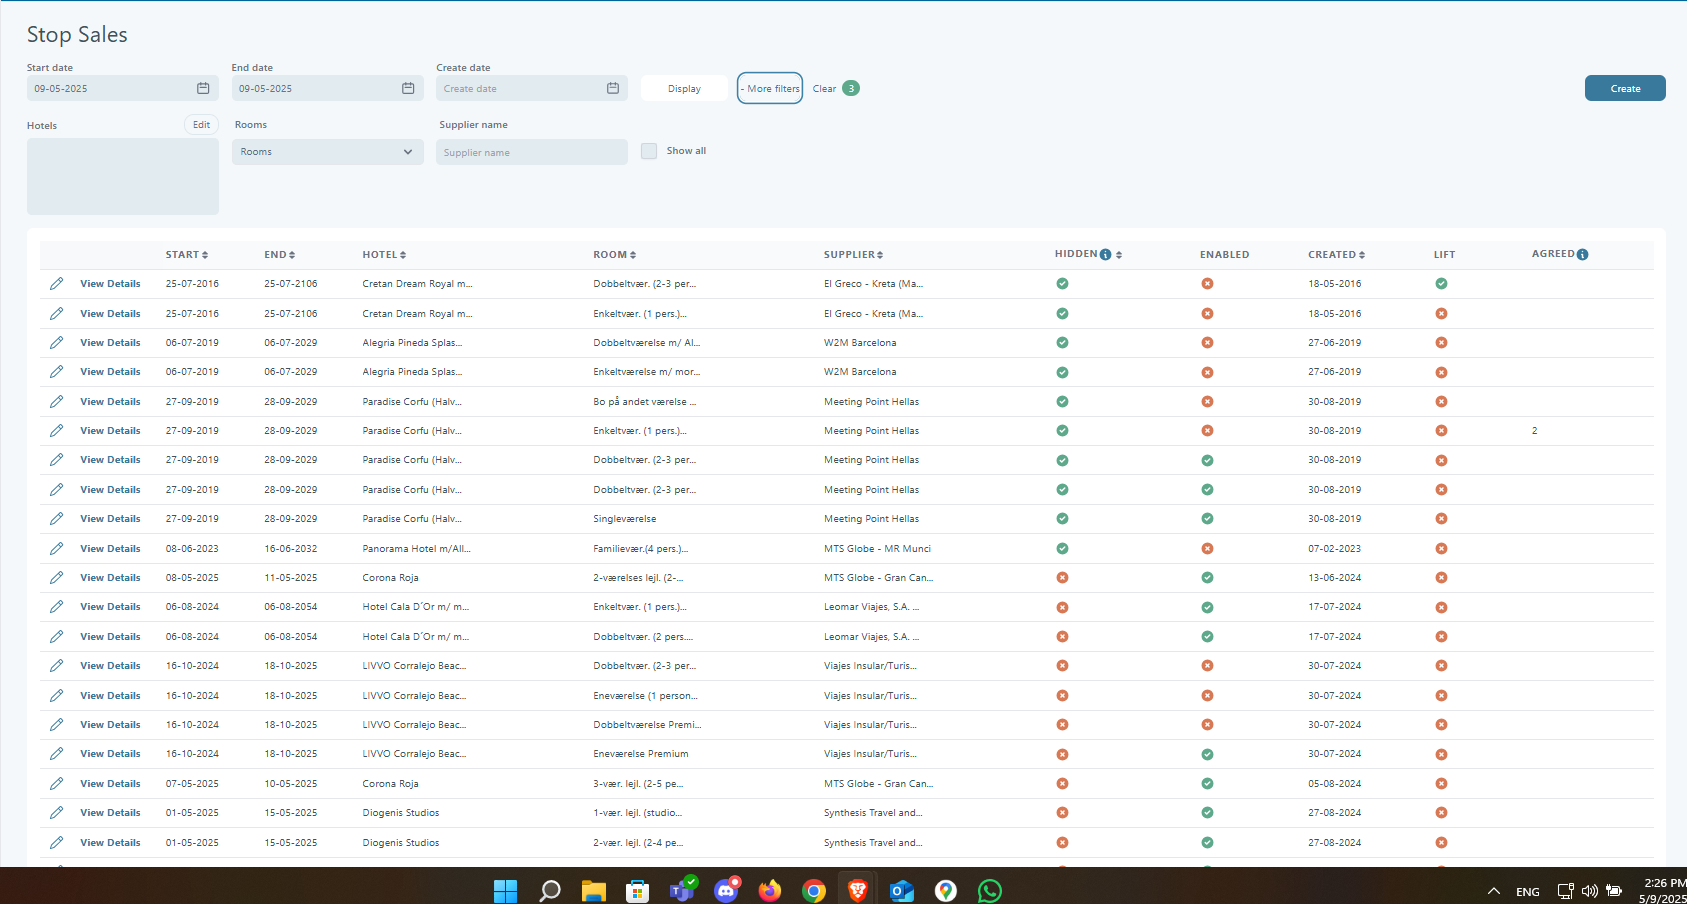 Stop Sales
Start date End date Create date
09-05-2025 09-05-2025 Create date Display - More filters Clear 3 Create
Hotels Edit Rooms Supplier name
Rooms Supplier name Show all
START END HOTEL ROOM SUPPLIER HIDDEN ENABLED CREATED LIFT AGREED
View Details 25-07-2016 25-07-2106 Cretan Dream Royal m... Dobbeltvær. (2-3 per... El Greco - Kreta (Ma... 18-05-2016
View Details 25-07-2016 25-07-2106 Cretan Dream Royal m... Enkeltvær. (1 pers.)... El Greco - Kreta (Ma... 18-05-2016
View Details 06-07-2019 06-07-2029 Alegria Pineda Splas... Dobbeltværelse m/ Al... W2M Barcelona 27-06-2019
View Details 06-07-2019 06-07-2029 Alegria Pineda Splas... Enkeltværelse m/ mor... W2M Barcelona 27-06-2019
View Details 27-09-2019 28-09-2029 Paradise Corfu (Halv... Bo på andet værelse ... Meeting Point Hellas 30-08-2019
View Details 27-09-2019 28-09-2029 Paradise Corfu (Halv... Enkeltvær. (1 pers.)... Meeting Point Hellas 30-08-2019 2
View Details 27-09-2019 28-09-2029 Paradise Corfu (Halv... Dobbeltvær. (2-3 per... Meeting Point Hellas 30-08-2019
View Details 27-09-2019 28-09-2029 Paradise Corfu (Halv... Dobbeltvær. (2-3 per... Meeting Point Hellas 30-08-2019
View Details 27-09-2019 28-09-2029 Paradise Corfu (Halv... Singleværelse Meeting Point Hellas 30-08-2019
View Details 08-06-2023 16-06-2032 Panorama Hotel m/All... Familievær.(4 pers.)... MTS Globe - MR Munci 07-02-2023
View Details 08-05-2025 11-05-2025 Corona Roja 2-værelses lejl. (2-... MTS Globe - Gran Can... 13-06-2024
View Details 06-08-2024 06-08-2054 Hotel Cala D´Or m/ m... Enkeltvær. (1 pers.)... Leomar Viajes, S.A. ... 17-07-2024
View Details 06-08-2024 06-08-2054 Hotel Cala D´Or m/ m... Dobbeltvær. (2 pers.... Leomar Viajes, S.A. ... 17-07-2024
View Details 16-10-2024 18-10-2025 LIVVO Corralejo Beac... Dobbeltvær. (2-3 per... Viajes Insular/Turis... 30-07-2024
View Details 16-10-2024 18-10-2025 LIVVO Corralejo Beac... Eneværelse (1 person... Viajes Insular/Turis... 30-07-2024
View Details 16-10-2024 18-10-2025 LIVVO Corralejo Beac... Dobbeltværelse Premi... Viajes Insular/Turis... 30-07-2024
View Details 16-10-2024 18-10-2025 LIVVO Corralejo Beac... Eneværelse Premium Viajes Insular/Turis... 30-07-2024
View Details 07-05-2025 10-05-2025 Corona Roja 3-vær. lejl. (2-5 pe... MTS Globe - Gran Can... 05-08-2024
View Details 01-05-2025 15-05-2025 Diogenis Studios 1-vær. lejl. (studio... Synthesis Travel and... 27-08-2024
View Details 01-05-2025 15-05-2025 Diogenis Studios 2-vær. lejl. (2-4 pe... Synthesis Travel and... 27-08-2024
ENG 2:26 PM
5/9/2025